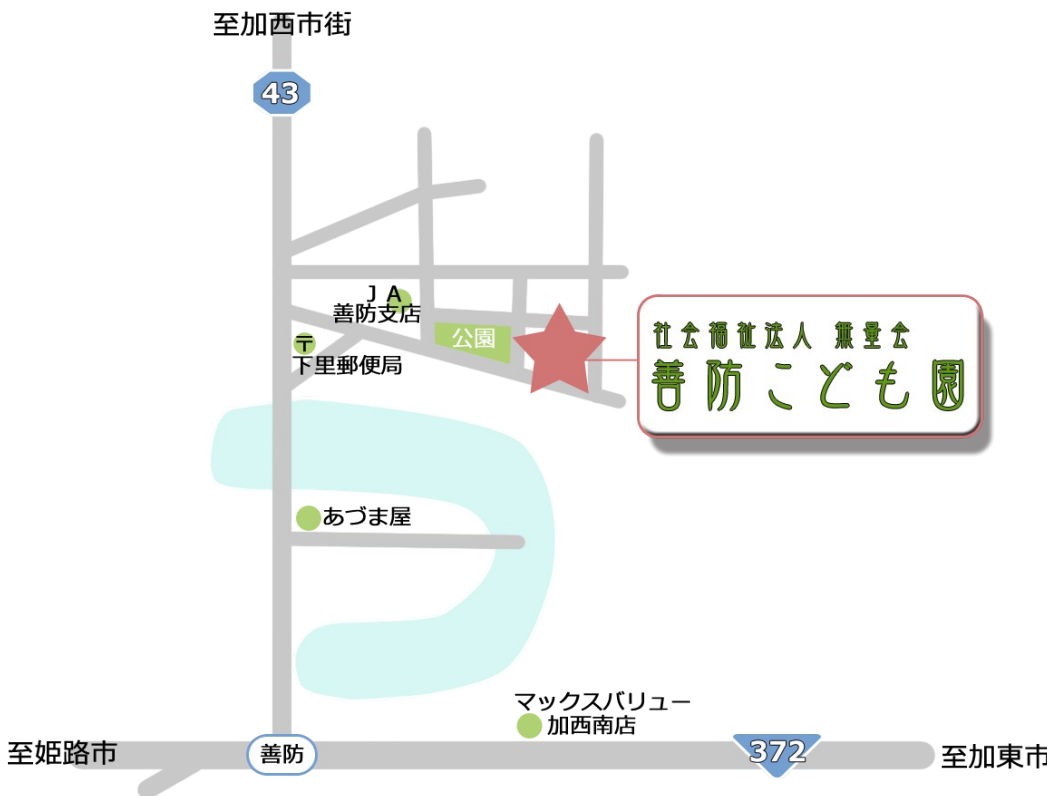 至加西市街
43
JA
善防支店
公園
〒
下里郵便局
社会福祉法人 無量会
善防こども園
あづま屋
マックスバリュー
加西南店
至姫路市
善防
372
至加東市